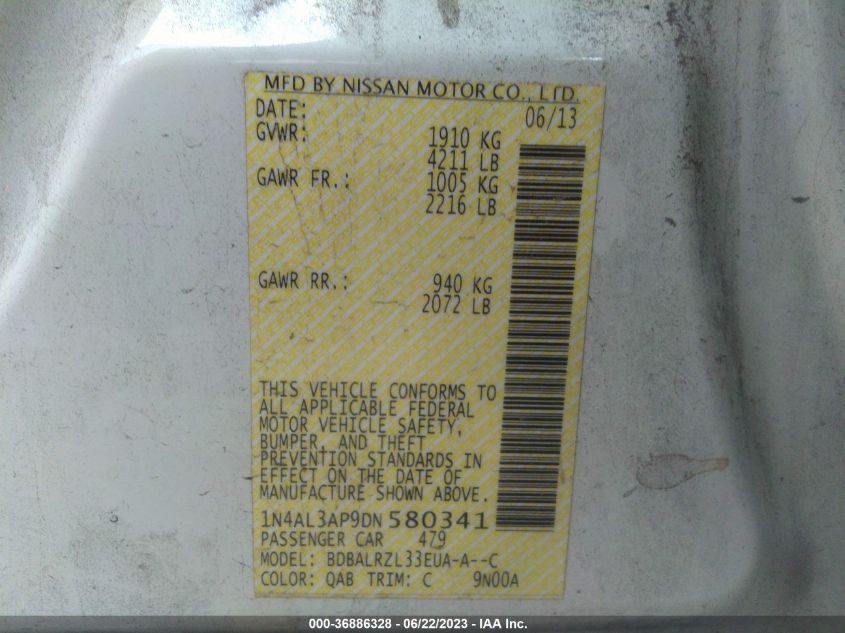 MFD BY NISSAN MOTOR CO., LTD.
DATE: 06/13
GVWR: 1910 KG
4211 LB
GAWR FR.: 1005 KG
2216 LB
GAWR RR.: 940 KG
2072 LB
THIS VEHICLE CONFORMS TO
ALL APPLICABLE FEDERAL
MOTOR VEHICLE SAFETY,
BUMPER, AND THEFT
PREVENTION STANDARDS IN
EFFECT ON THE DATE OF
MANUFACTURE SHOWN ABOVE.
1N4AL3AP9DN 580341
PASSENGER CAR 479
MODEL: BDBALRZL33EUA-A--C
COLOR: QAB TRIM: C 9N00A
000-36886328 - 06/22/2023 - IAA Inc.